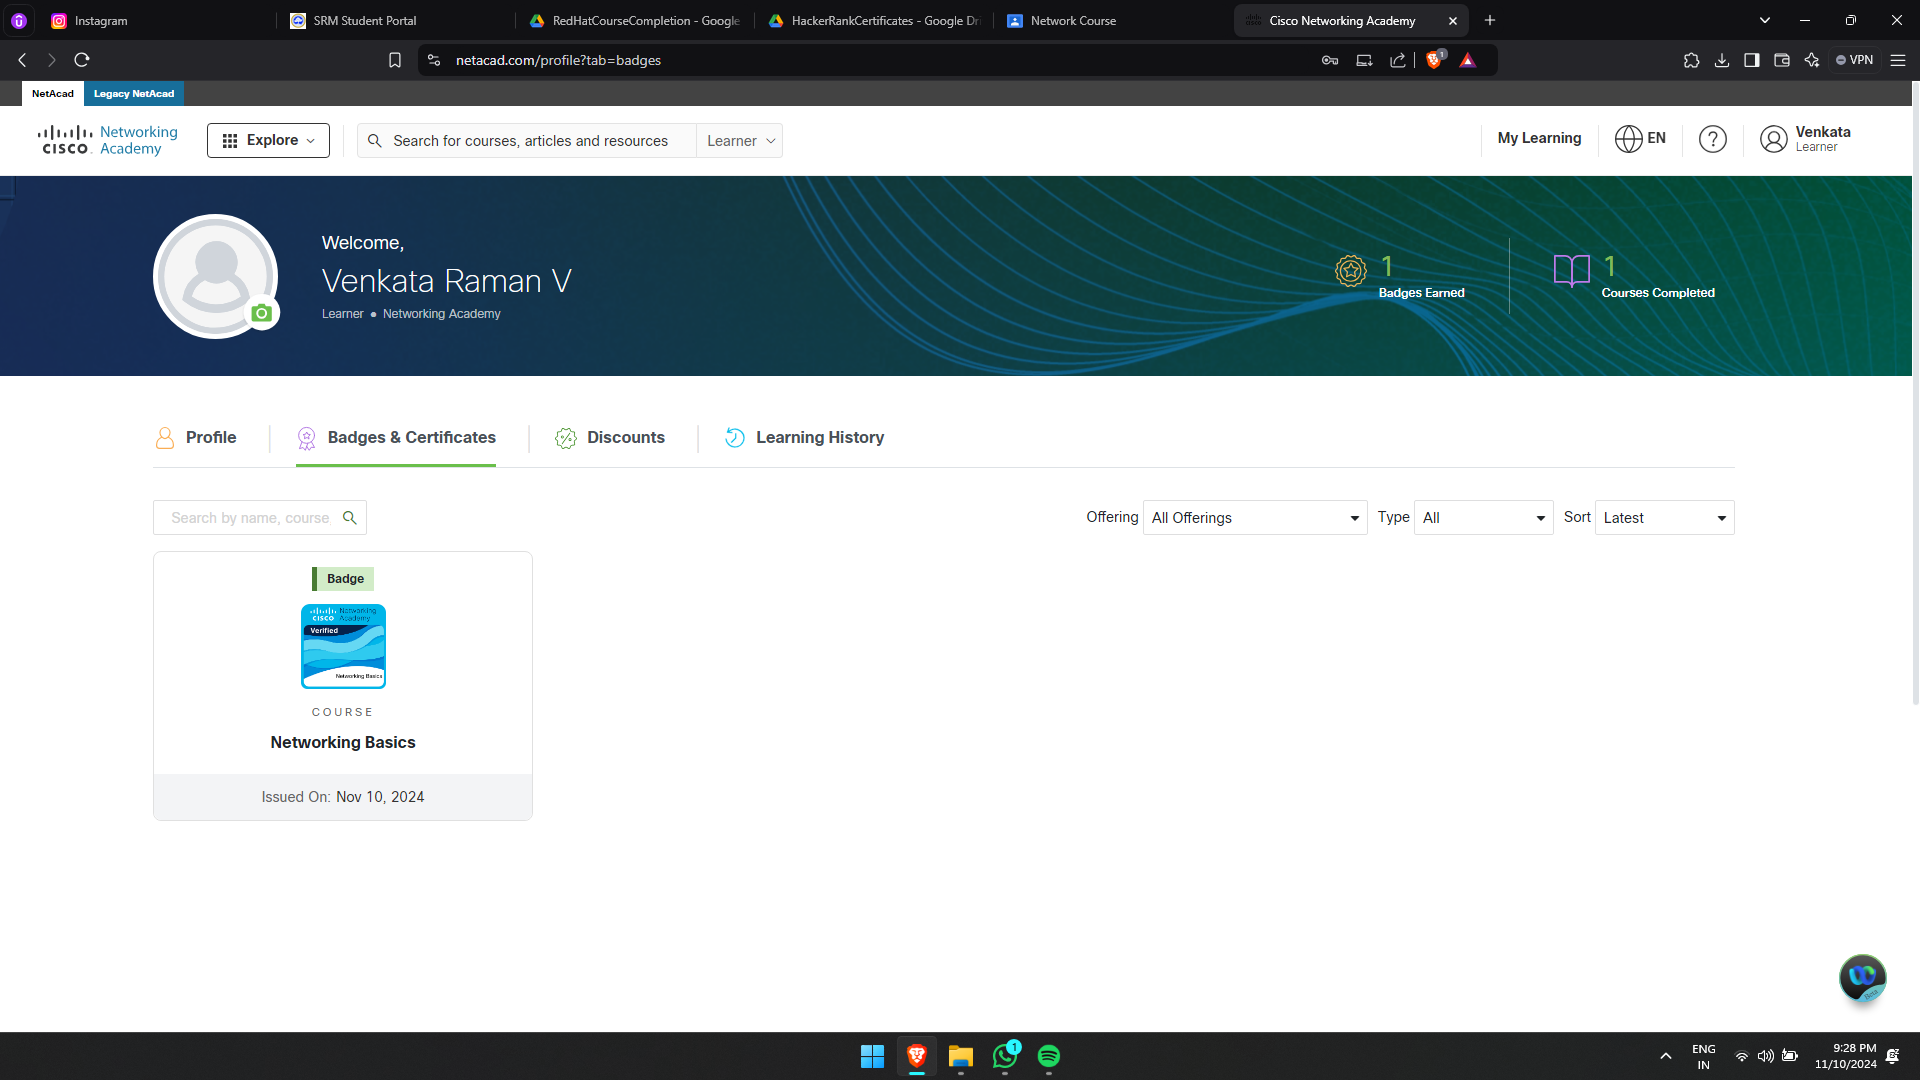 Instagram
SRM Student Portal
RedHatCourseCompletion - Google
HackerRankCertificates - Google Dri
Network Course
Cisco Networking Academy
netacad.com/profile?tab=badges
1
VPN
NetAcad
Legacy NetAcad
CISCO
Networking
Academy
Explore
Search for courses, articles and resources
Learner
My Learning
EN
?
Venkata
Learner
Welcome,
Venkata Raman V
Learner • Networking Academy
1
Badges Earned
1
Courses Completed
Profile
Badges & Certificates
Discounts
Learning History
Search by name, course
Offering
All Offerings
Type
All
Sort
Latest
Badge
CISCO
Networking
Academy
Verified
Networking Basics
COURSE
Networking Basics
Issued On: Nov 10, 2024
Beta
1
ENG
IN
9:28 PM
11/10/2024